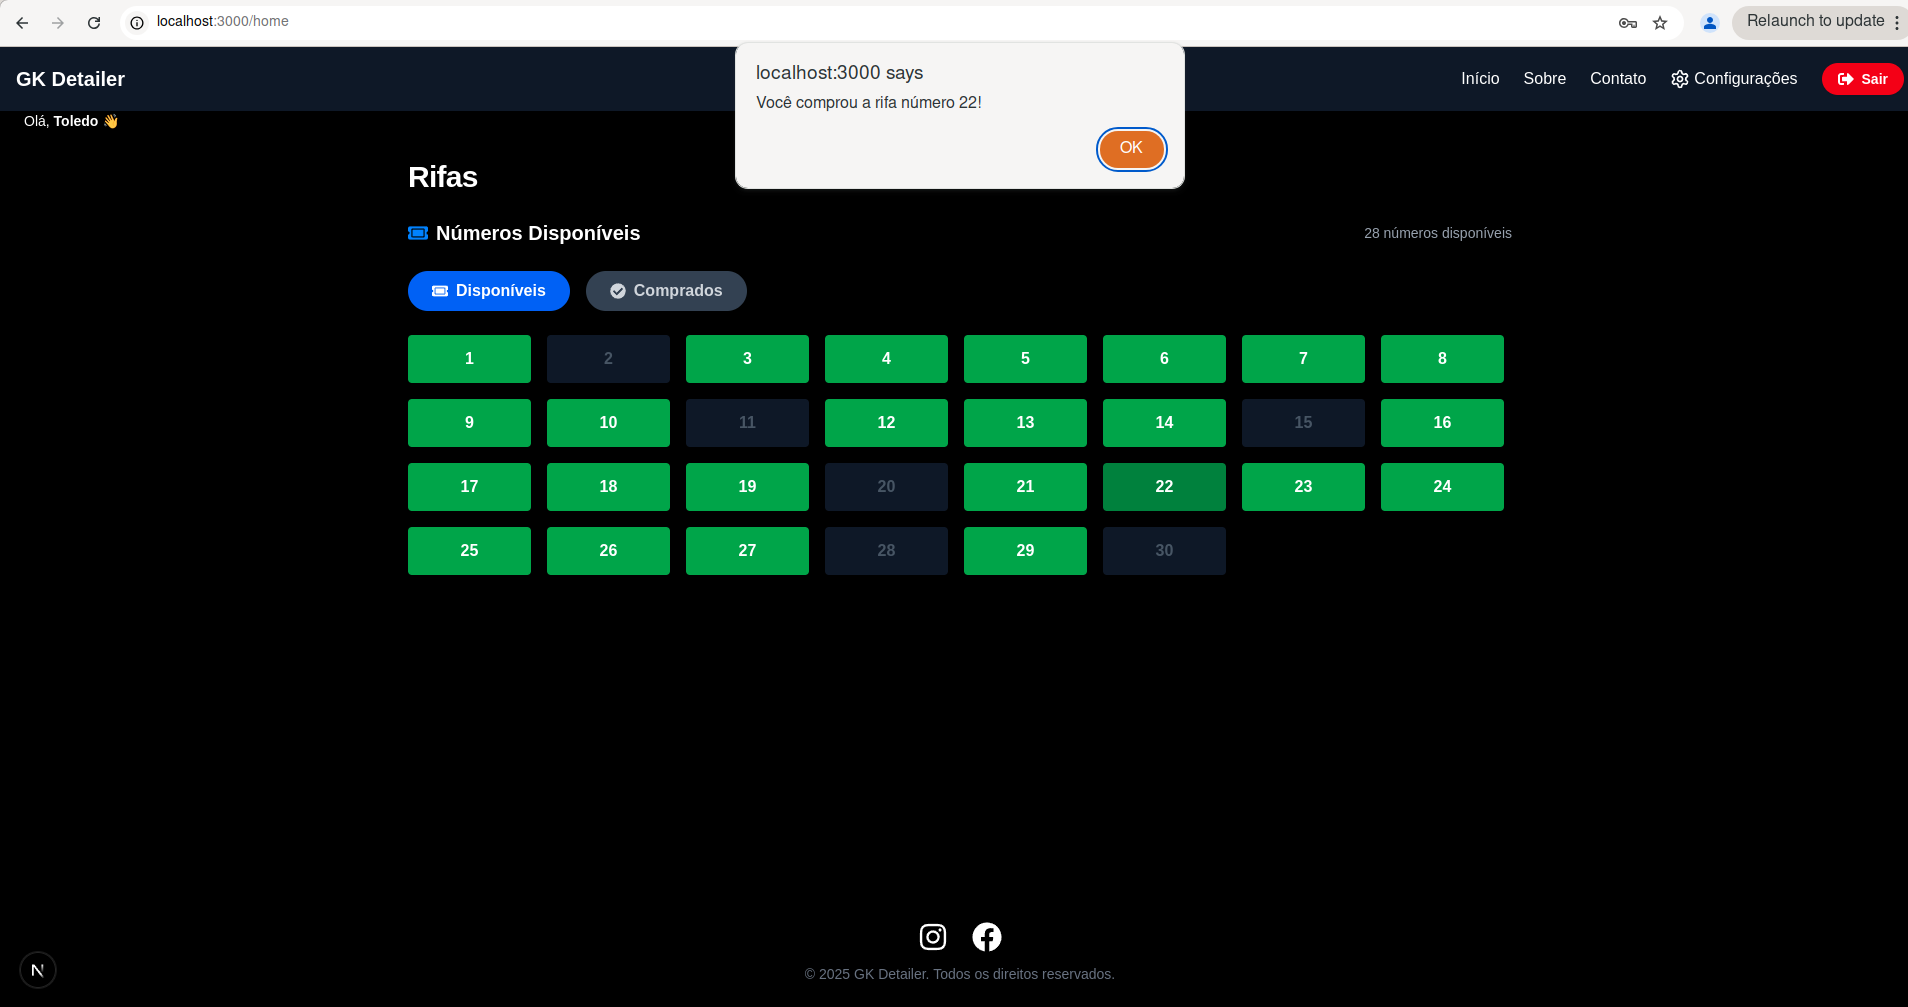 localhost:3000/home
Relaunch to update
localhost:3000 says
Você comprou a rifa número 22!
OK
GK Detailer
Início Sobre Contato Configurações Sair
Olá, Toledo 👋
Rifas
Números Disponíveis
28 números disponíveis
Disponíveis Comprados
1 2 3 4 5 6 7 8
9 10 11 12 13 14 15 16
17 18 19 20 21 22 23 24
25 26 27 28 29 30
N
© 2025 GK Detailer. Todos os direitos reservados.